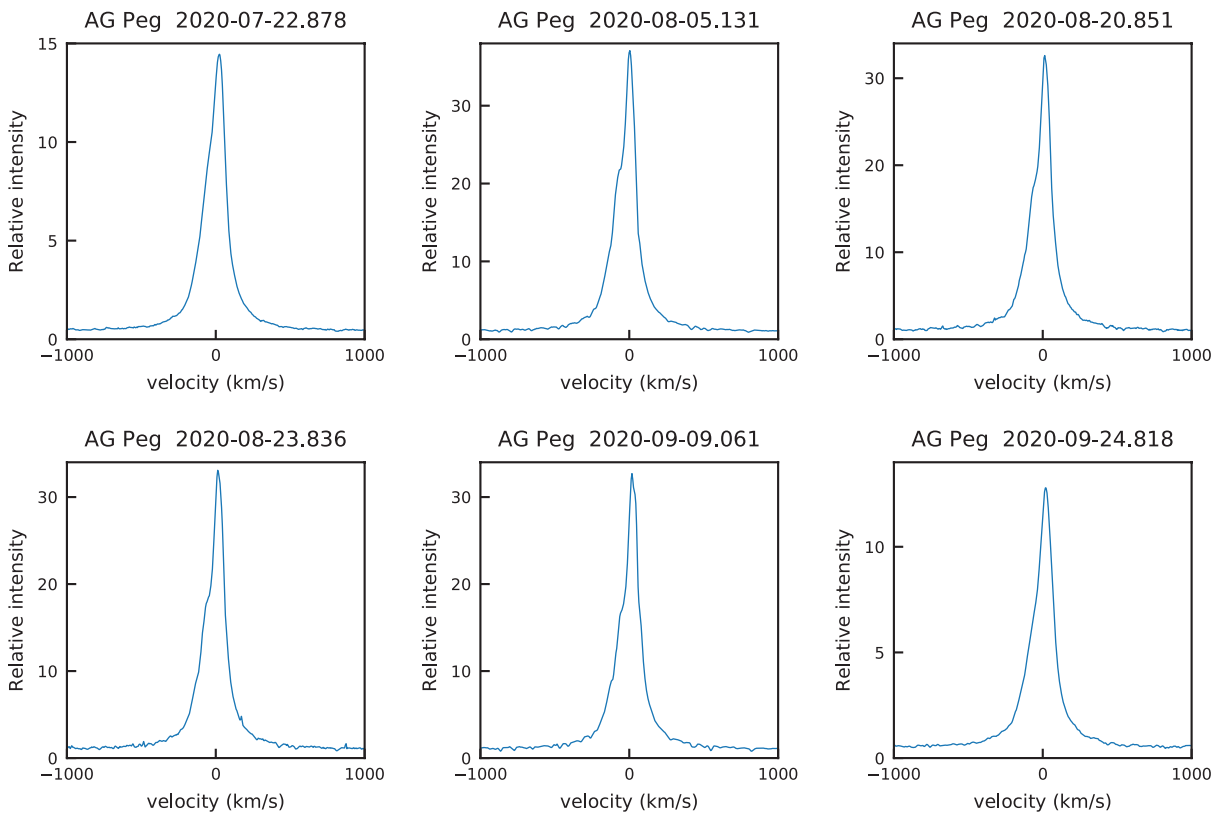 AG Peg  2020-07-22.878
15
10
5
0
Relative intensity
−1000
0
1000
velocity (km/s)
AG Peg  2020-08-05.131
30
20
10
0
Relative intensity
−1000
0
1000
velocity (km/s)
AG Peg  2020-08-20.851
30
20
10
0
Relative intensity
−1000
0
1000
velocity (km/s)
AG Peg  2020-08-23.836
30
20
10
0
Relative intensity
−1000
0
1000
velocity (km/s)
AG Peg  2020-09-09.061
30
20
10
0
Relative intensity
−1000
0
1000
velocity (km/s)
AG Peg  2020-09-24.818
10
5
0
Relative intensity
−1000
0
1000
velocity (km/s)